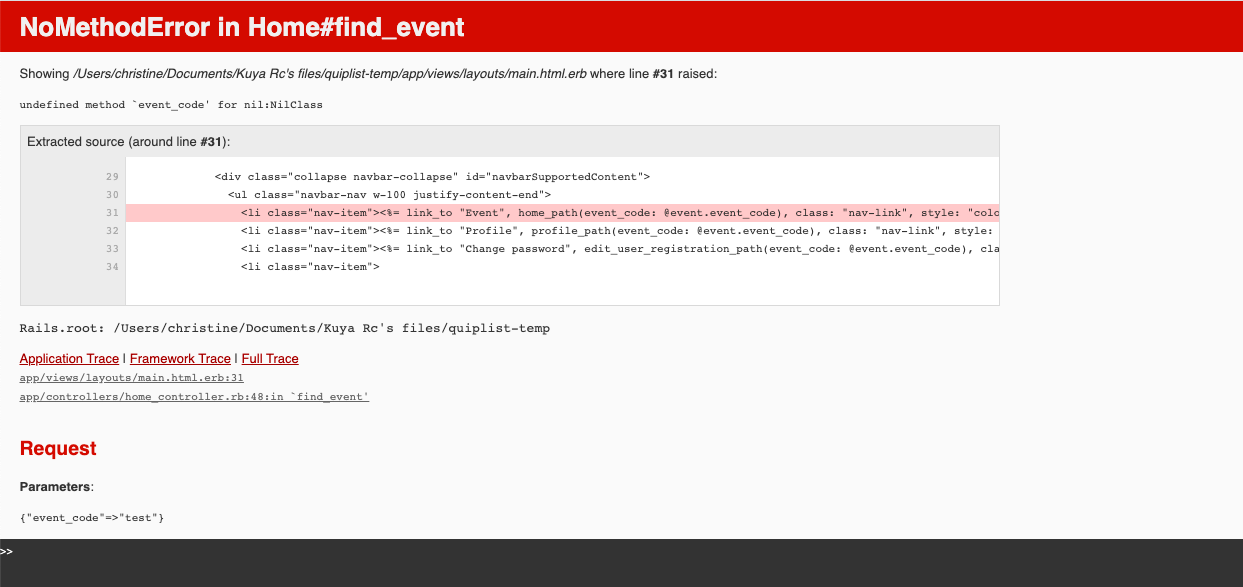 NoMethodError in Home#find_event
Showing /Users/christine/Documents/Kuya Rc's files/quiplist-temp/app/views/layouts/main.html.erb where line #31 raised:
undefined method `event_code' for nil:NilClass
Extracted source (around line #31):
29 <div class="collapse navbar-collapse" id="navbarSupportedContent">
30 <ul class="navbar-nav w-100 justify-content-end">
31 <li class="nav-item"><%= link_to "Event", home_path(event_code: @event.event_code), class: "nav-link", style: "colo
32 <li class="nav-item"><%= link_to "Profile", profile_path(event_code: @event.event_code), class: "nav-link", style:
33 <li class="nav-item"><%= link_to "Change password", edit_user_registration_path(event_code: @event.event_code), cla
34 <li class="nav-item">
Rails.root: /Users/christine/Documents/Kuya Rc's files/quiplist-temp
Application Trace | Framework Trace | Full Trace
app/views/layouts/main.html.erb:31
app/controllers/home_controller.rb:48:in `find_event'
Request
Parameters:
{"event_code"=>"test"}
>>